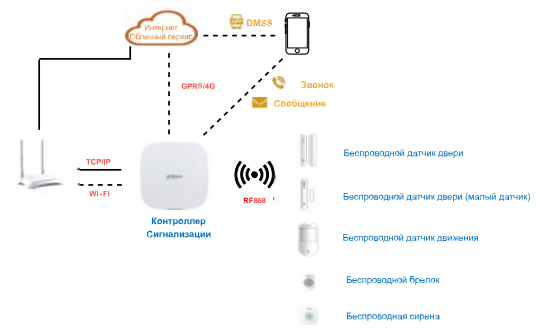 Интернет
Облачный сервис
DMSS
GPRS/4G
Звонок
Сообщение
TCP/IP
Wi-Fi
alhua
RF868
Контроллер
Сигнализации
Беспроводной датчик двери
Беспроводной датчик двери (малый датчик)
Беспроводной датчик движения
Беспроводной брелок
Беспроводная сирена